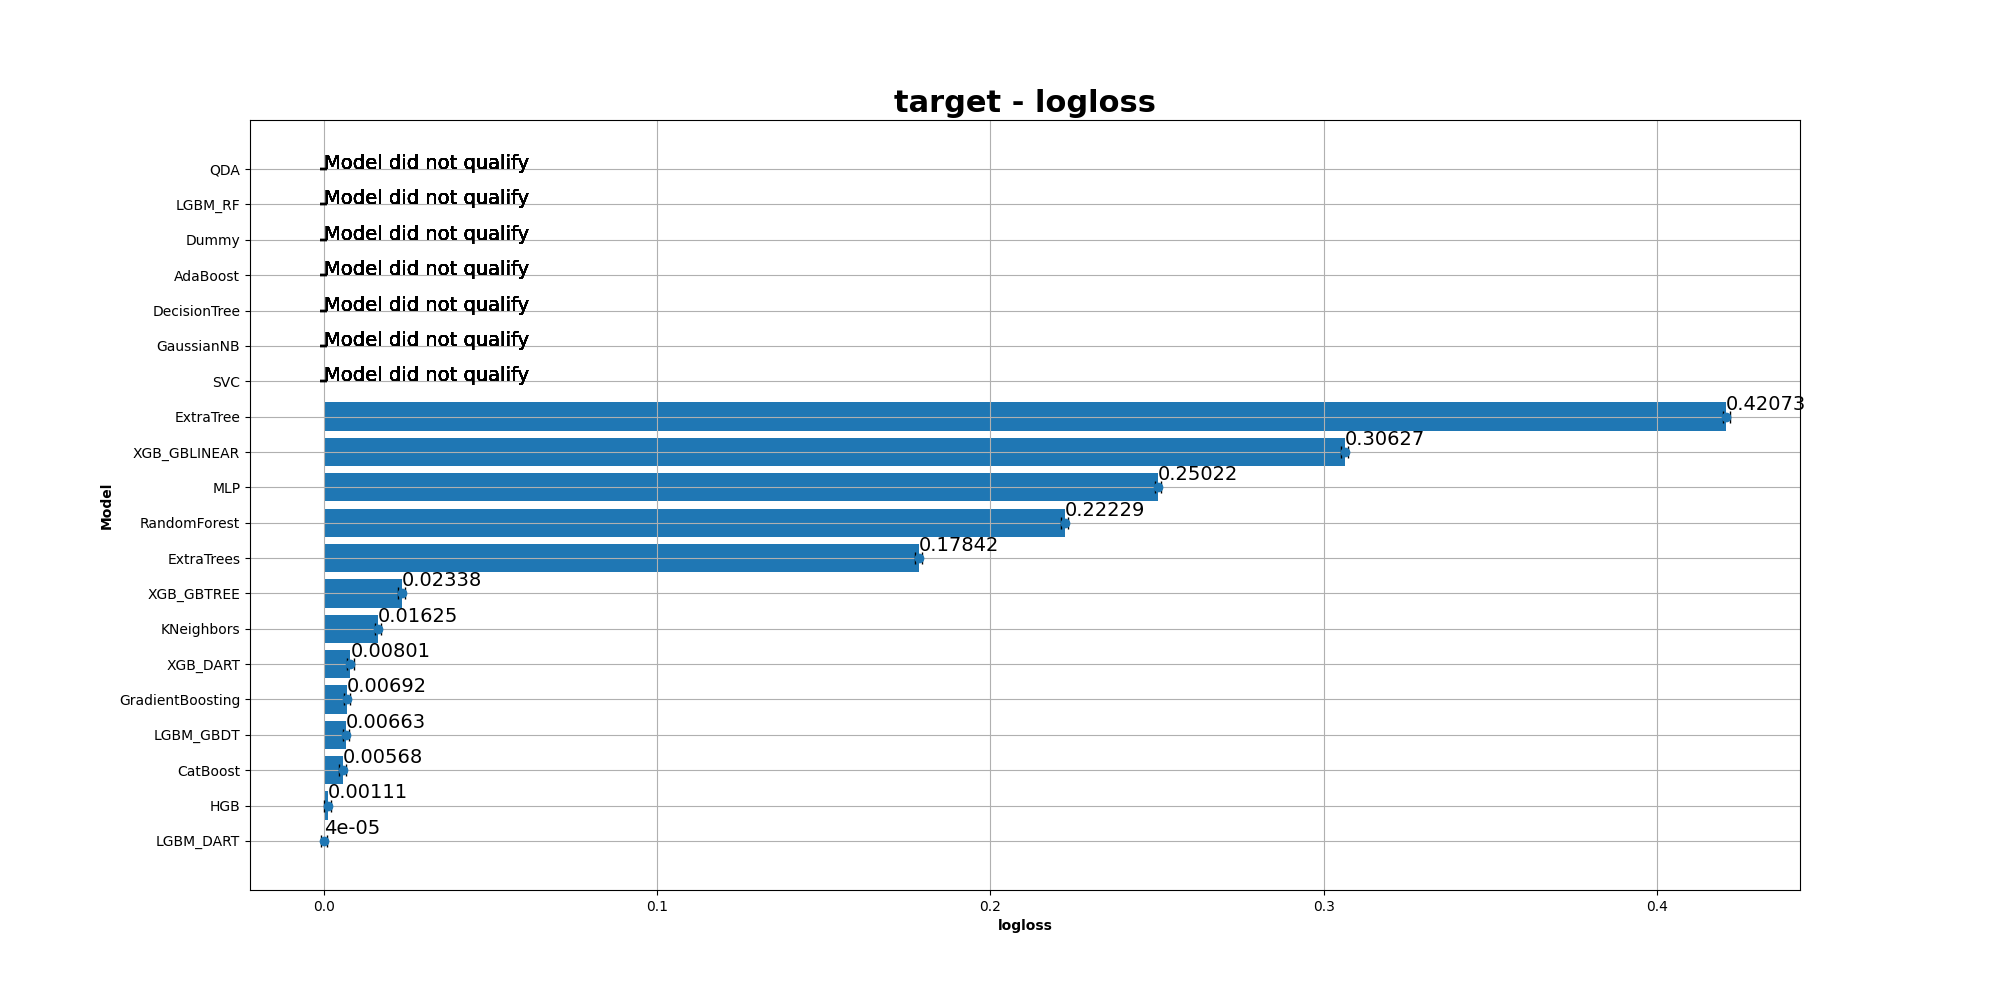 target - logloss
QDA Model did not qualify
LGBM_RF Model did not qualify
Dummy Model did not qualify
AdaBoost Model did not qualify
DecisionTree Model did not qualify
GaussianNB Model did not qualify
SVC Model did not qualify
ExtraTree 0.42073
XGB_GBLINEAR 0.30627
MLP 0.25022
Model
RandomForest 0.22229
ExtraTrees 0.17842
XGB_GBTREE 0.02338
KNeighbors 0.01625
XGB_DART 0.00801
GradientBoosting 0.00692
LGBM_GBDT 0.00663
CatBoost 0.00568
HGB 0.00111
LGBM_DART 4e-05
0.0 0.1 0.2 0.3 0.4
logloss